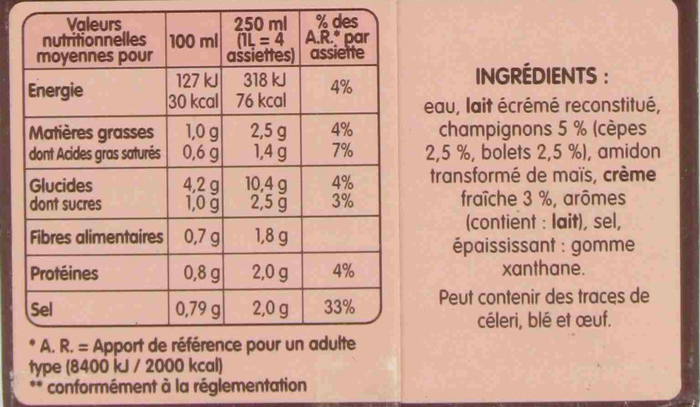 Valeurs nutritionnelles moyennes pour | 100 ml | 250 ml (1L = 4 assiettes) | % des A.R.* par assiette
Energie | 127 kJ 30 kcal | 318 kJ 76 kcal | 4%
Matières grasses | 1,0 g | 2,5 g | 4%
dont Acides gras saturés | 0,6 g | 1,4 g | 7%
Glucides | 4,2 g | 10,4 g | 4%
dont sucres | 1,0 g | 2,5 g | 3%
Fibres alimentaires | 0,7 g | 1,8 g
Protéines | 0,8 g | 2,0 g | 4%
Sel | 0,79 g | 2,0 g | 33%
* A. R. = Apport de référence pour un adulte
type (8400 kJ / 2000 kcal)
** conformément à la réglementation
INGRÉDIENTS :
eau, lait écrémé reconstitué,
champignons 5 % (cèpes
2,5 %, bolets 2,5 %), amidon
transformé de maïs, crème
fraîche 3 %, arômes
(contient : lait), sel,
épaississant : gomme
xanthane.
Peut contenir des traces de
céleri, blé et œuf.